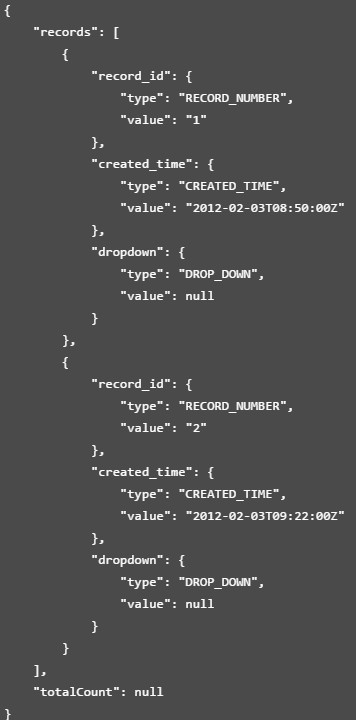 {
    "records": [
        {
            "record_id": {
                "type": "RECORD_NUMBER",
                "value": "1"
            },
            "created_time": {
                "type": "CREATED_TIME",
                "value": "2012-02-03T08:50:00Z"
            },
            "dropdown": {
                "type": "DROP_DOWN",
                "value": null
            }
        },
        {
            "record_id": {
                "type": "RECORD_NUMBER",
                "value": "2"
            },
            "created_time": {
                "type": "CREATED_TIME",
                "value": "2012-02-03T09:22:00Z"
            },
            "dropdown": {
                "type": "DROP_DOWN",
                "value": null
            }
        }
    ],
    "totalCount": null
}